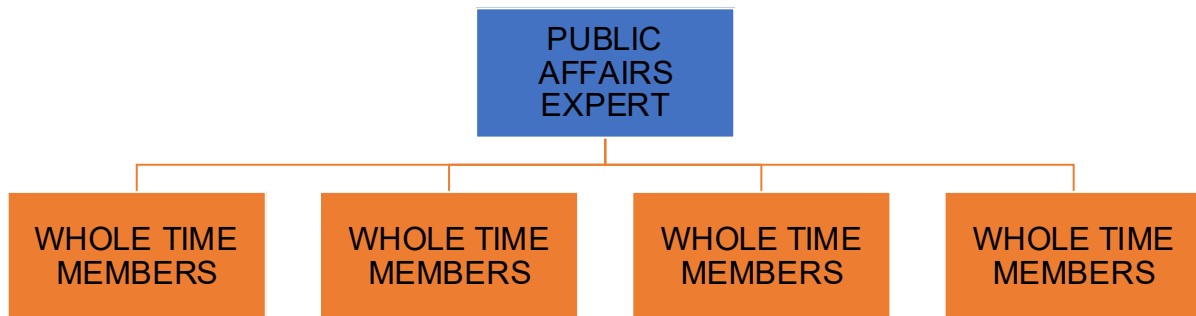 PUBLIC
AFFAIRS
EXPERT
WHOLE TIME
MEMBERS
WHOLE TIME
MEMBERS
WHOLE TIME
MEMBERS
WHOLE TIME
MEMBERS